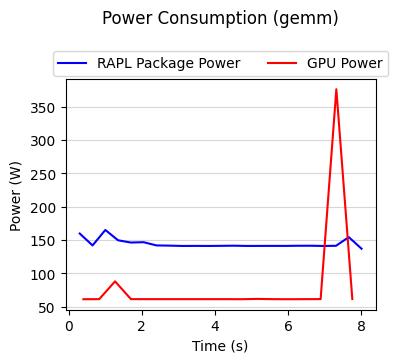 Power Consumption (gemm)
RAPL Package Power GPU Power
350
300
250
200
150
100
50
0 2 4 6 8
Power (W)
Time (s)